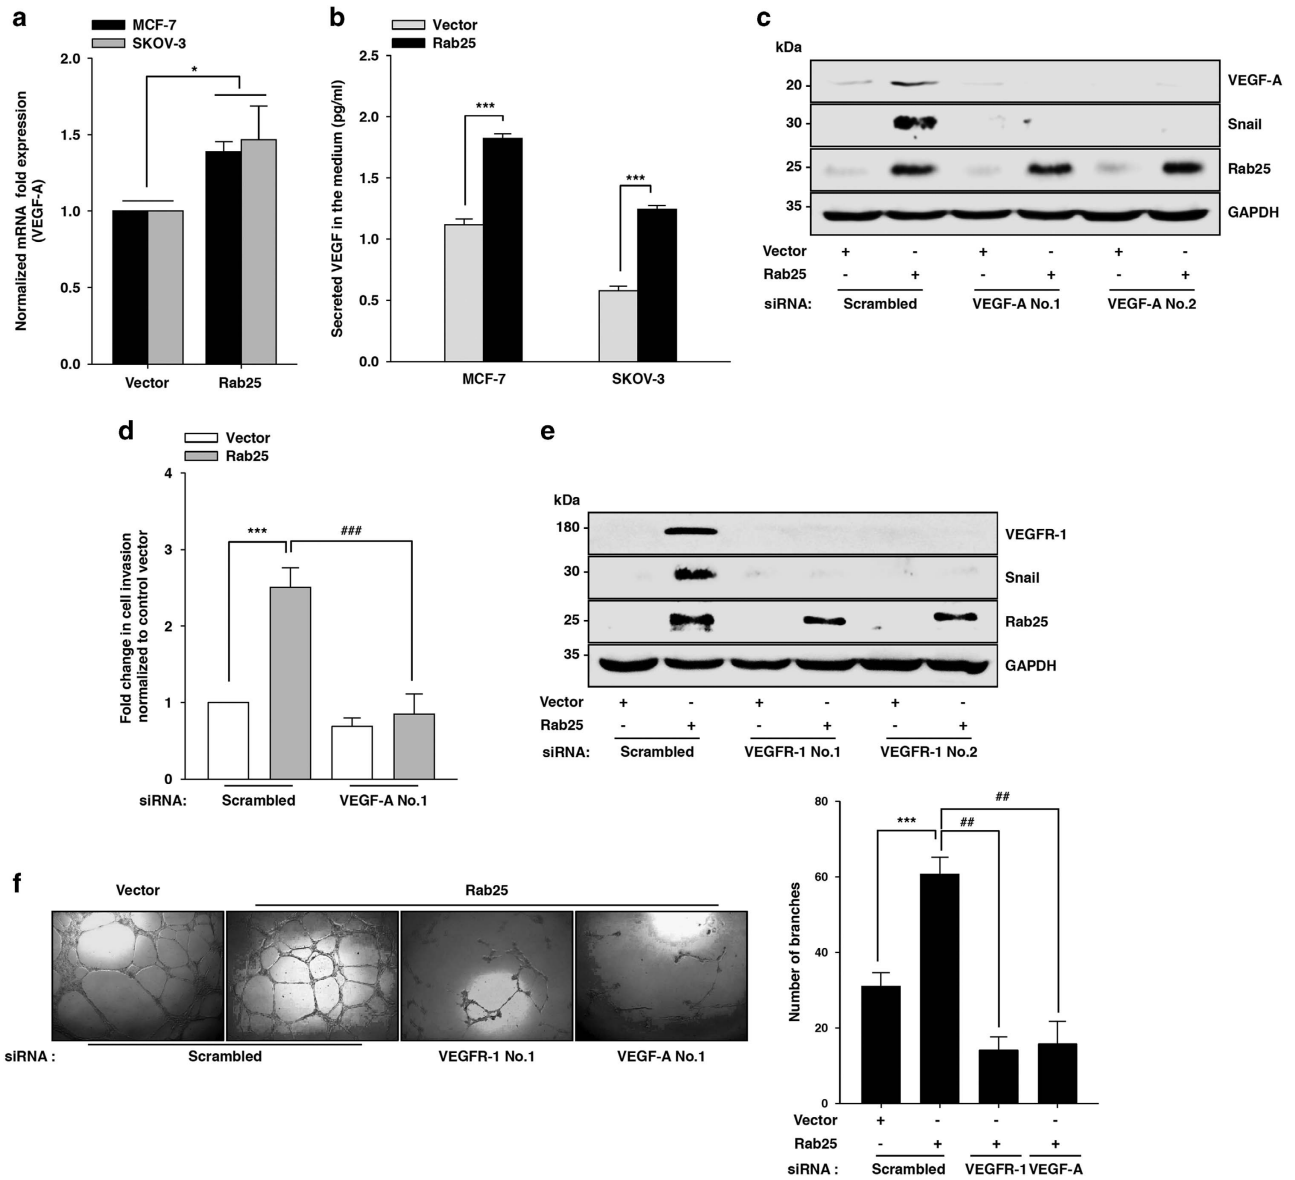 a
MCF-7
SKOV-3
Normalized mRNA fold expression
(VEGF-A)
2.0
1.5
1.0
0.5
0.0
*
Vector
Rab25
b
Vector
Rab25
Secreted VEGF in the medium (pg/ml)
2.5
2.0
1.5
1.0
0.5
0.0
***
***
MCF-7
SKOV-3
c
kDa
20
VEGF-A
30
Snail
25
Rab25
35
GAPDH
Vector + - + - + -
Rab25 - + - + - +
siRNA: Scrambled VEGF-A No.1 VEGF-A No.2
d
Vector
Rab25
Fold change in cell invasion
normalized to control vector
4
3
2
1
0
***
###
siRNA: Scrambled VEGF-A No.1
e
kDa
180
VEGFR-1
30
Snail
25
Rab25
35
GAPDH
Vector + - + - + -
Rab25 - + - + - +
siRNA: Scrambled VEGFR-1 No.1 VEGFR-1 No.2
f
Vector
Rab25
siRNA : Scrambled VEGFR-1 No.1 VEGF-A No.1
Number of branches
80
60
40
20
0
***
##
##
Vector + - - -
Rab25 - + + +
siRNA : Scrambled VEGFR-1 VEGF-A